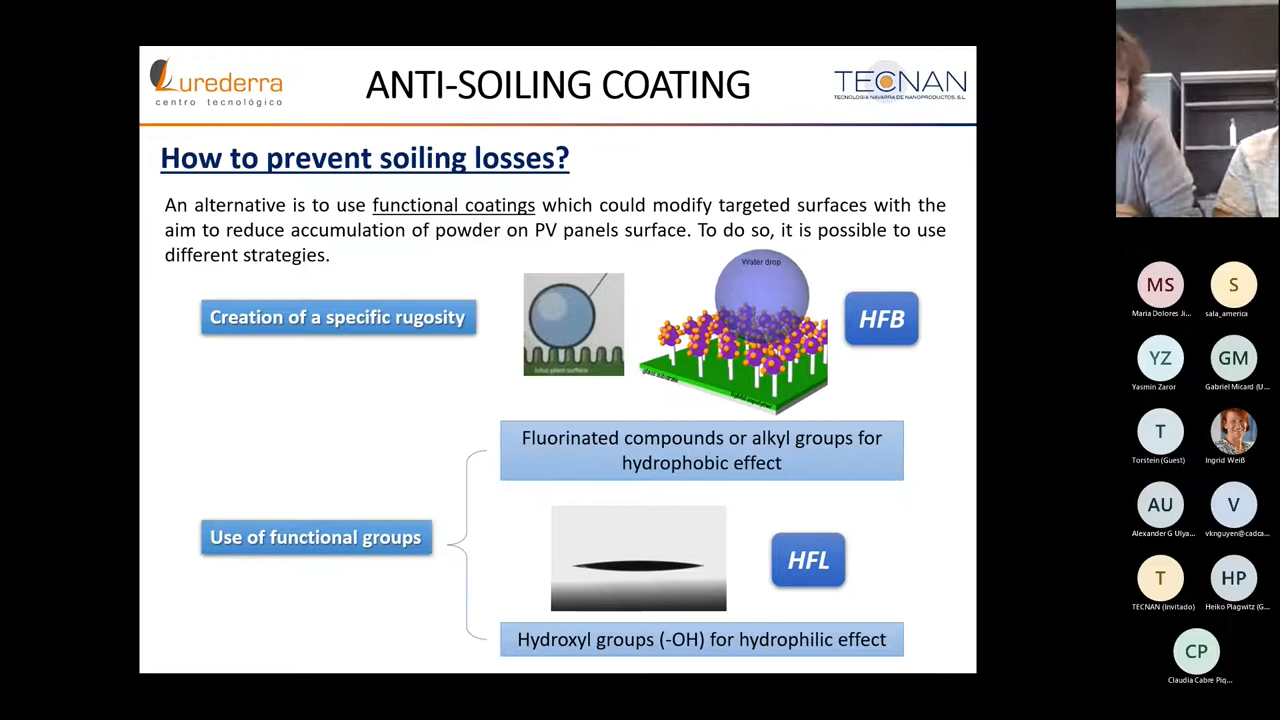 Lurederra
centro tecnológico
ANTI-SOILING COATING
TECNAN
TECNOLOGIA NAVARRA DE NANOPRODUCTOS, S.L.
How to prevent soiling losses?
An alternative is to use functional coatings which could modify targeted surfaces with the
aim to reduce accumulation of powder on PV panels surface. To do so, it is possible to use
different strategies.
Creation of a specific rugosity
lotus plant surface
Water drop
glass substrate
HFB
Fluorinated compounds or alkyl groups for
hydrophobic effect
Use of functional groups
HFL
Hydroxyl groups (-OH) for hydrophilic effect
MS
Maria Dolores Ji...
S
sala_america
YZ
Yasmin Zaror
GM
Gabriel Micard (U...
T
Torstein (Guest)
Ingrid Weiß
AU
Alexander G Ulya...
V
vknguyen@cadca...
T
TECNAN (Invitado)
HP
Heiko Plagwitz (G...
CP
Claudia Cabre Piq...